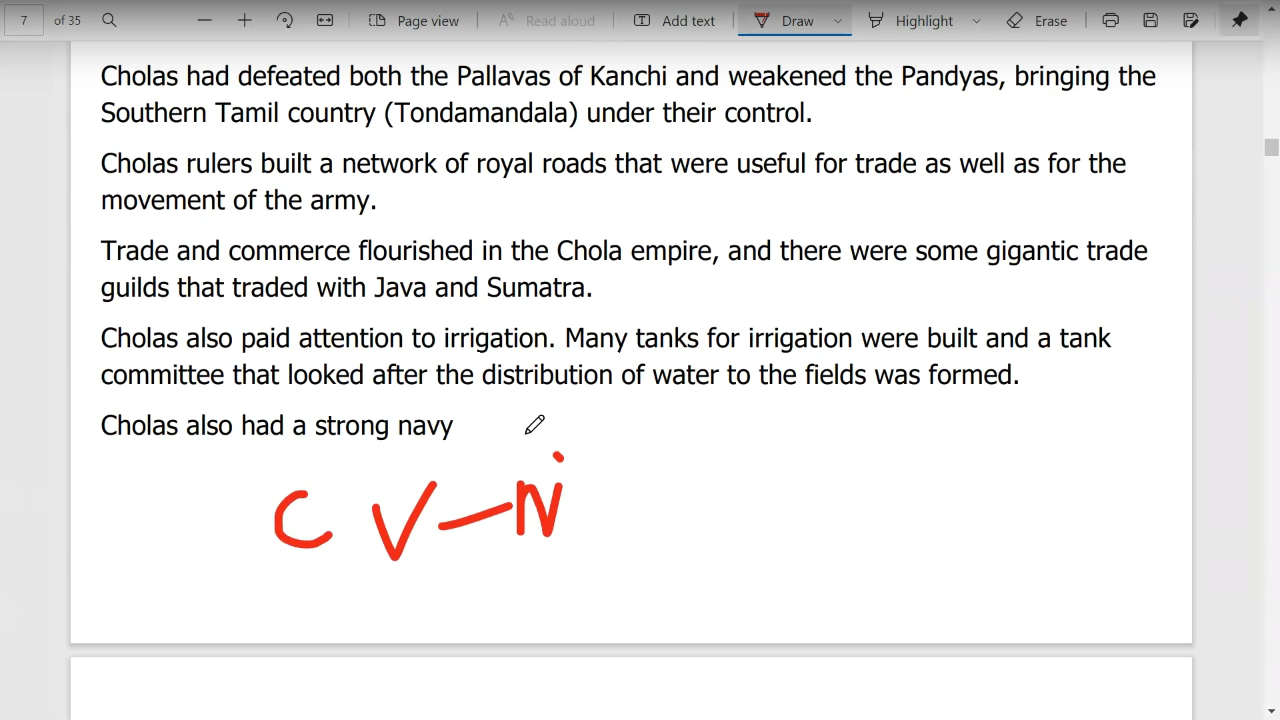 7 of 35 Page view Read aloud Add text Draw Highlight Erase
Cholas had defeated both the Pallavas of Kanchi and weakened the Pandyas, bringing the
Southern Tamil country (Tondamandala) under their control.
Cholas rulers built a network of royal roads that were useful for trade as well as for the
movement of the army.
Trade and commerce flourished in the Chola empire, and there were some gigantic trade
guilds that traded with Java and Sumatra.
Cholas also paid attention to irrigation. Many tanks for irrigation were built and a tank
committee that looked after the distribution of water to the fields was formed.
Cholas also had a strong navy
C V—N